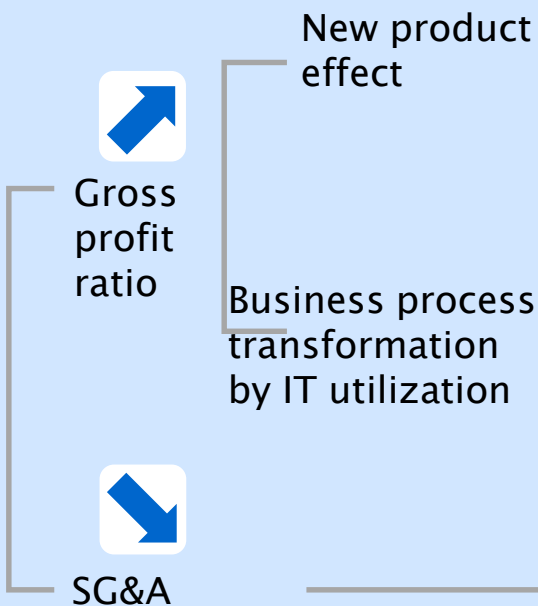 New product
effect
Gross
profit
ratio
Business process
transformation
by IT utilization
SG&A